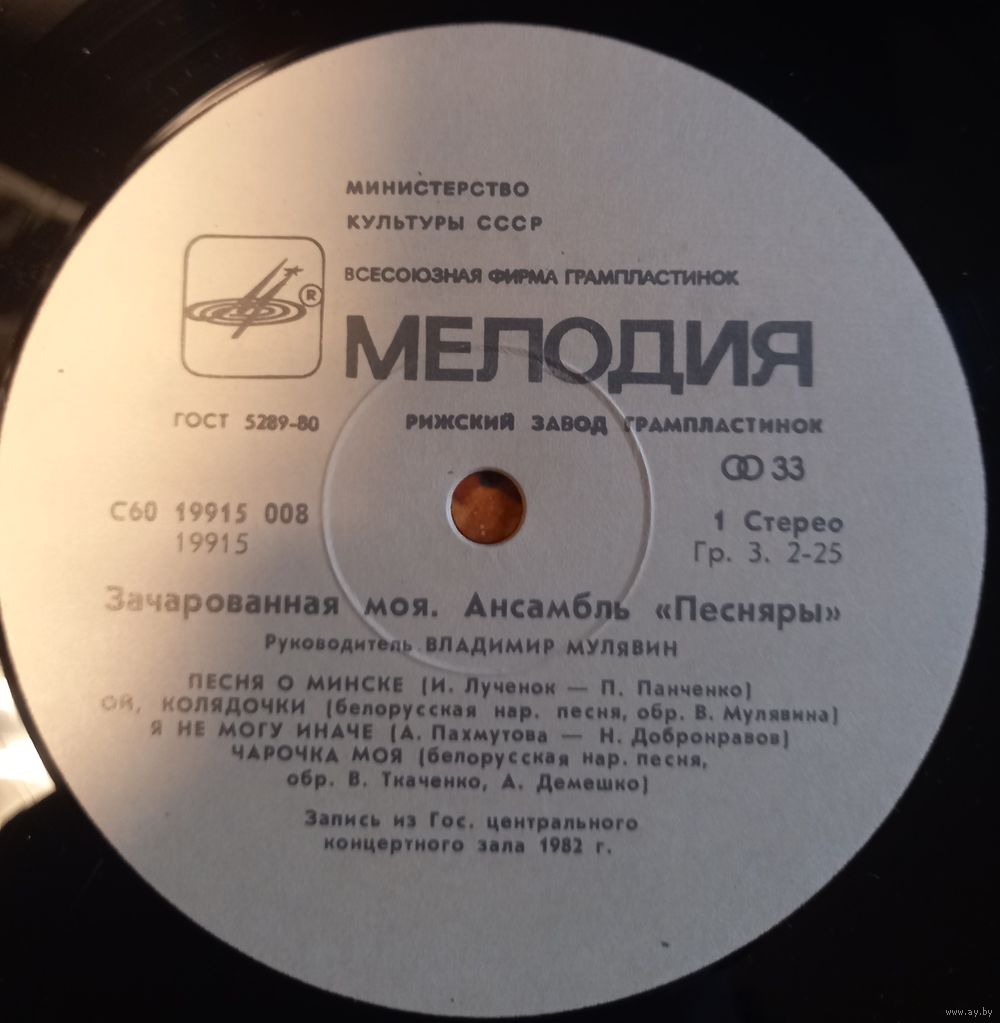 МИНИСТЕРСТВО
КУЛЬТУРЫ СССР
ВСЕСОЮЗНАЯ ФИРМА ГРАМПЛАСТИНОК
®
МЕЛОДИЯ
ГОСТ 5289-80
РИЖСКИЙ ЗАВОД ГРАМПЛАСТИНОК
33
С60 19915 008
1 Стерео
19915
Гр. 3. 2-25
Зачарованная моя. Ансамбль «Песняры»
Руководитель ВЛАДИМИР МУЛЯВИН
ПЕСНЯ О МИНСКЕ (И. Лученок — П. Панченко)
ОЙ, КОЛЯДОЧКИ (белорусская нар. песня, обр. В. Мулявина)
Я НЕ МОГУ ИНАЧЕ (А. Пахмутова — Н. Добронравов)
ЧАРОЧКА МОЯ (белорусская нар. песня,
обр. В. Ткаченко, А. Демешко)
Запись из Гос. центрального
концертного зала 1982 г.
www.ay.by